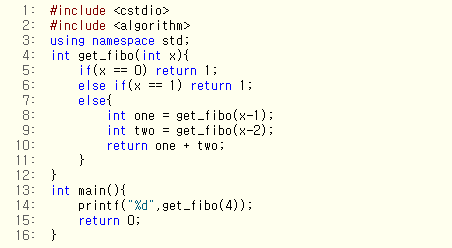 1: #include <cstdio>
2: #include <algorithm>
3: using namespace std;
4: int get_fibo(int x){
5:     if(x == 0) return 1;
6:     else if(x == 1) return 1;
7:     else{
8:         int one = get_fibo(x-1);
9:         int two = get_fibo(x-2);
10:         return one + two;
11:     }
12: }
13: int main(){
14:     printf("%d",get_fibo(4));
15:     return 0;
16: }